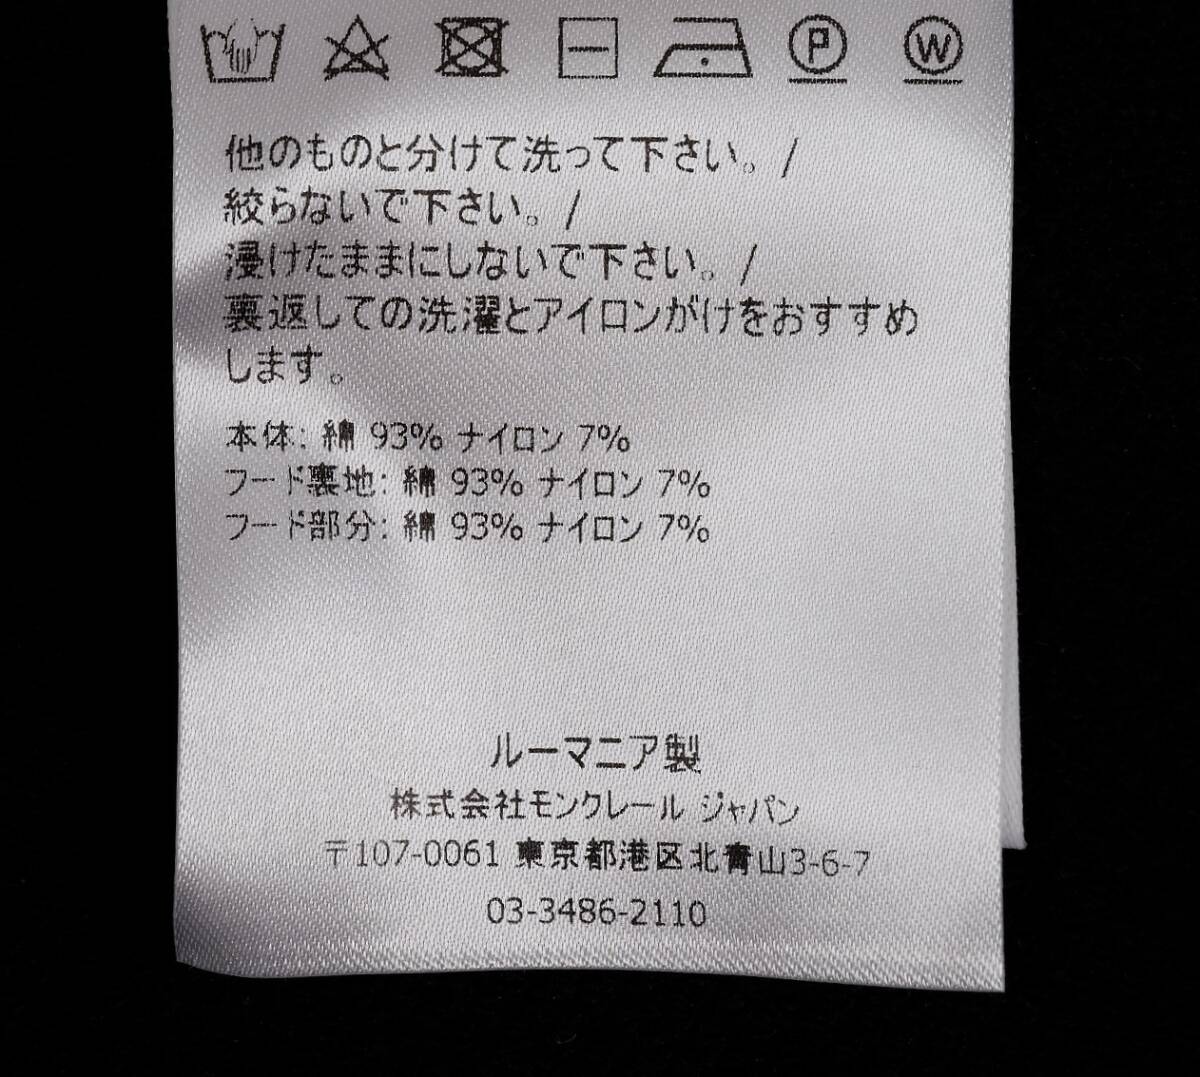 P W
他のものと分けて洗って下さい。/
絞らないで下さい。/
浸けたままにしないで下さい。/
裏返しての洗濯とアイロンがけをおすすめ
します。
本体: 綿 93% ナイロン 7%
フード裏地: 綿 93% ナイロン 7%
フード部分: 綿 93% ナイロン 7%
ルーマニア製
株式会社モンクレール ジャパン
〒107-0061 東京都港区北青山3-6-7
03-3486-2110